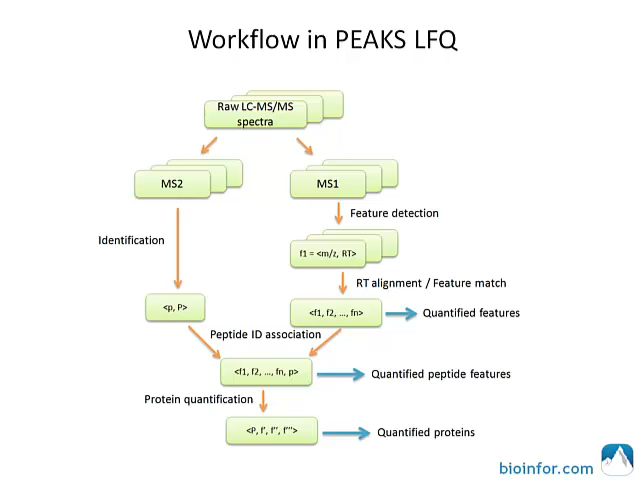 Workflow in PEAKS LFQ
Raw LC-MS/MS
spectra
MS2
MS1
Feature detection
Identification
f1 = <m/z, RT>
RT alignment / Feature match
<p, P>
<f1, f2, ..., fn>
Quantified features
Peptide ID association
<f1, f2, ..., fn, p>
Quantified peptide features
Protein quantification
<P, f', f'', f'''>
Quantified proteins
bioinfor.com